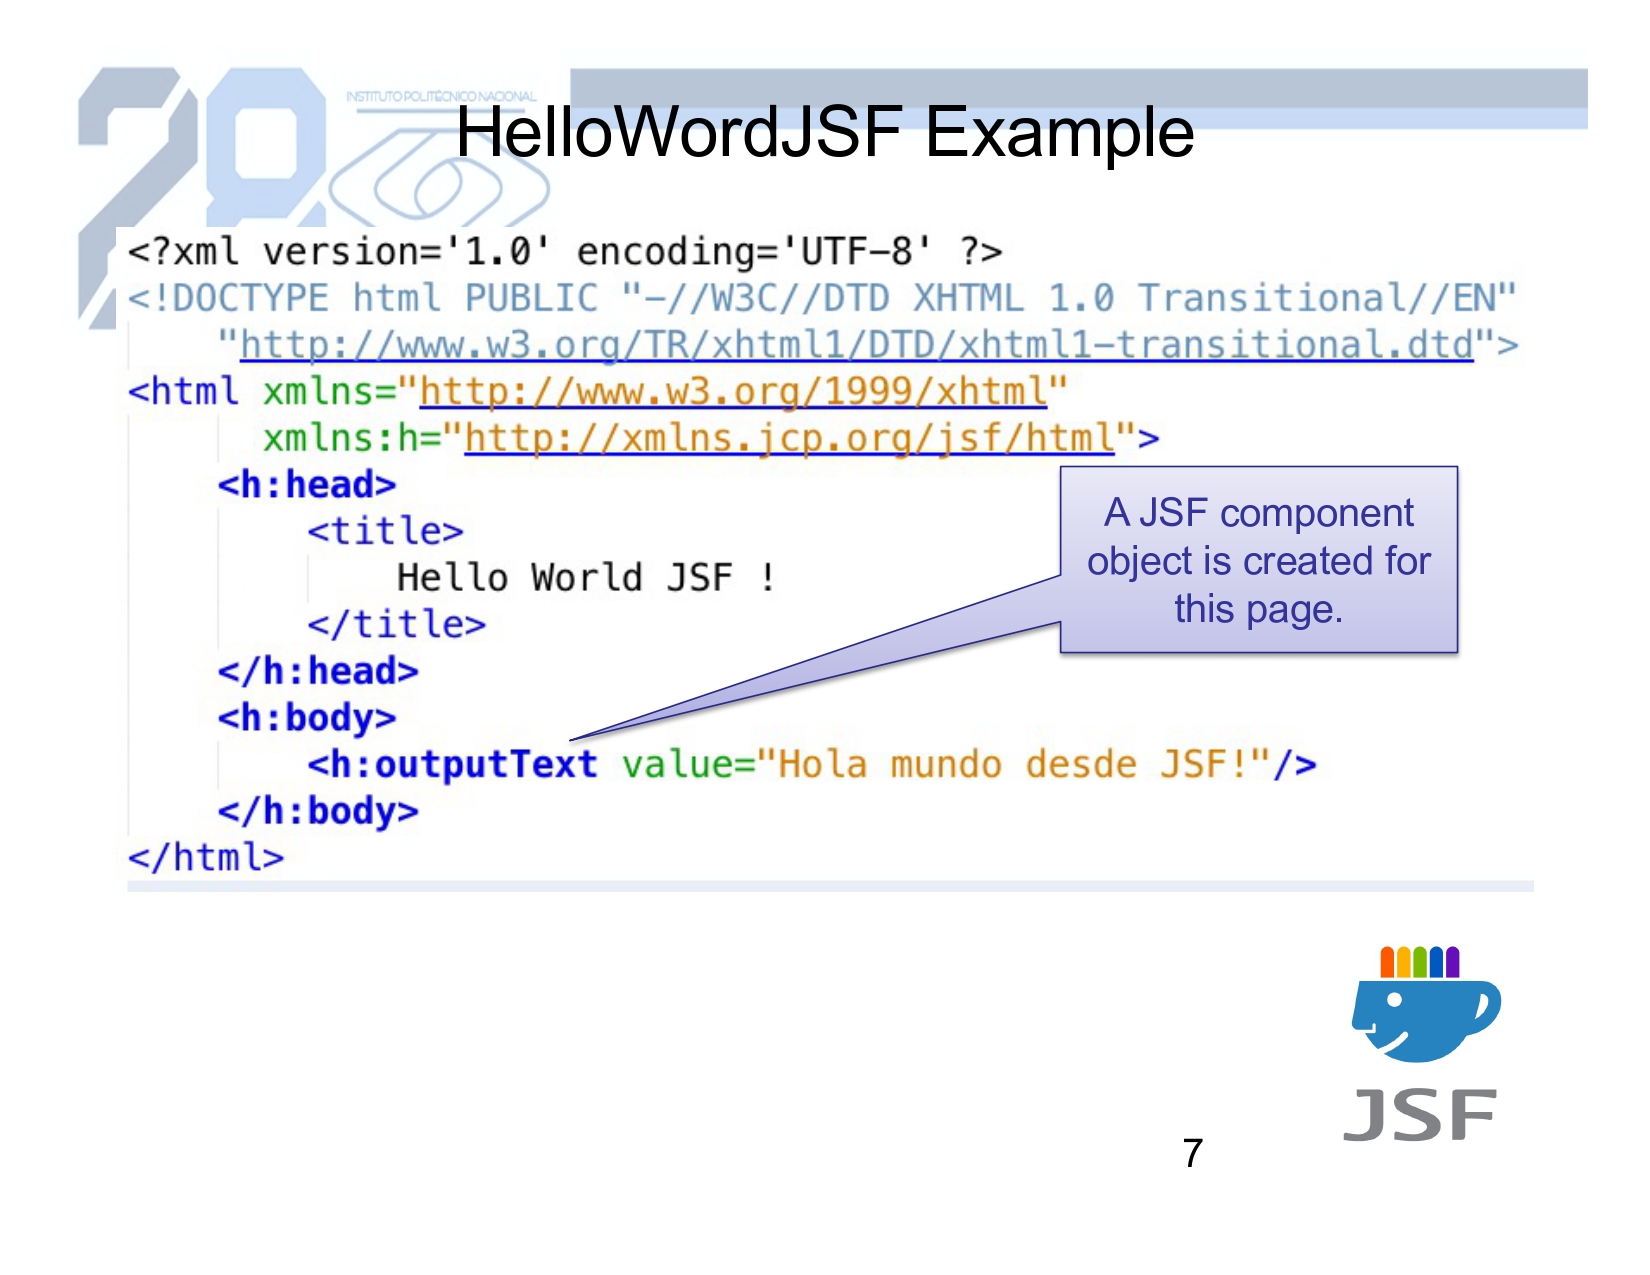 INSTITUTO POLITÉCNICO NACIONAL
HelloWordJSF Example
<?xml version='1.0' encoding='UTF-8' ?>
<!DOCTYPE html PUBLIC "-//W3C//DTD XHTML 1.0 Transitional//EN"
    "http://www.w3.org/TR/xhtml1/DTD/xhtml1-transitional.dtd">
<html xmlns="http://www.w3.org/1999/xhtml"
      xmlns:h="http://xmlns.jcp.org/jsf/html">
    <h:head>
        <title>
            Hello World JSF !
        </title>
    </h:head>
    <h:body>
        <h:outputText value="Hola mundo desde JSF!"/>
    </h:body>
</html>
A JSF component
object is created for
this page.
JSF
7